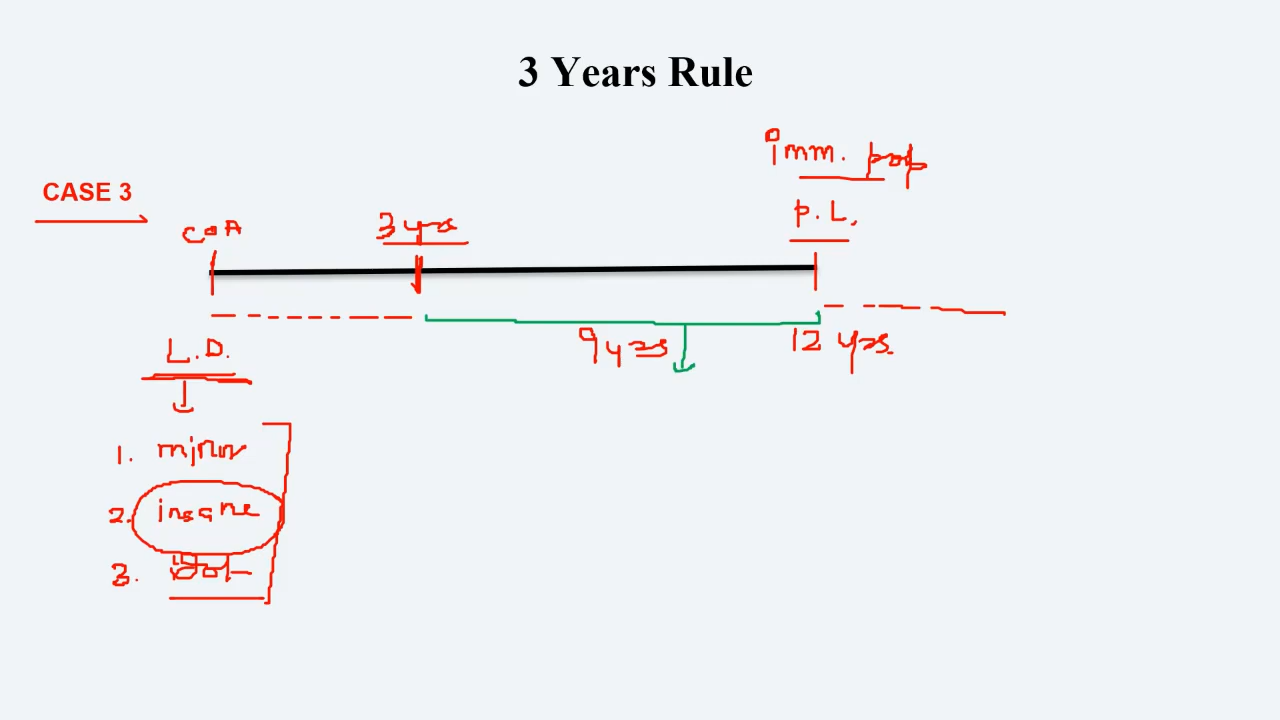 3 Years Rule
imm. prop
CASE 3
P.L.
COA
3 yrs
9 yrs
12 yrs.
L.D.
1. minor
2. insane
3.